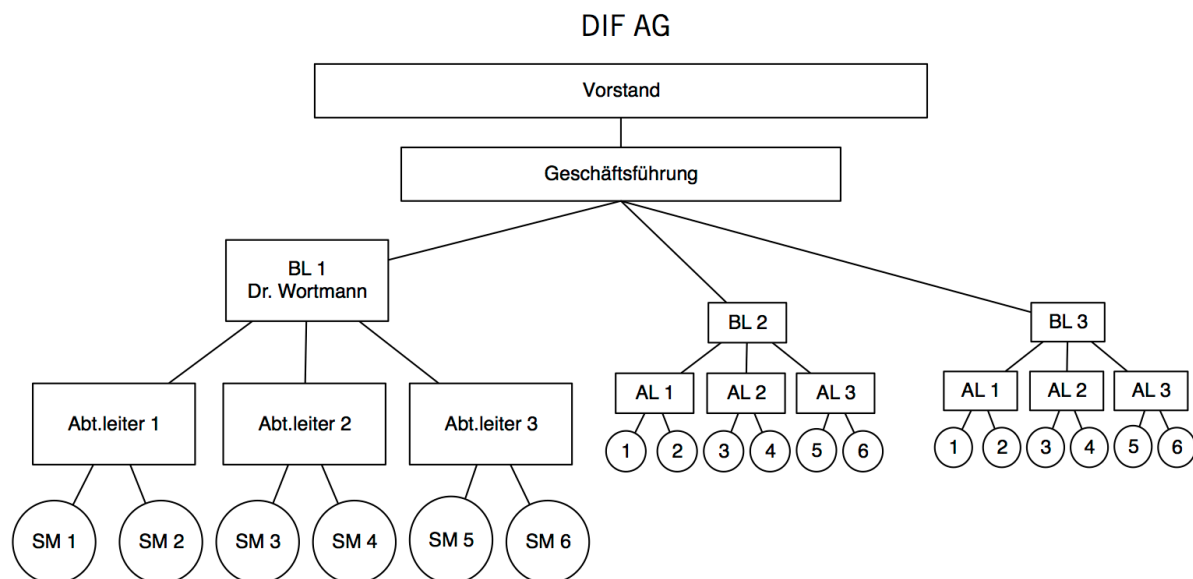 DIF AG
Vorstand
Geschäftsführung
BL 1
Dr. Wortmann
BL 2
BL 3
Abt.leiter 1
Abt.leiter 2
Abt.leiter 3
AL 1
AL 2
AL 3
AL 1
AL 2
AL 3
1
2
3
4
5
6
1
2
3
4
5
6
SM 1
SM 2
SM 3
SM 4
SM 5
SM 6